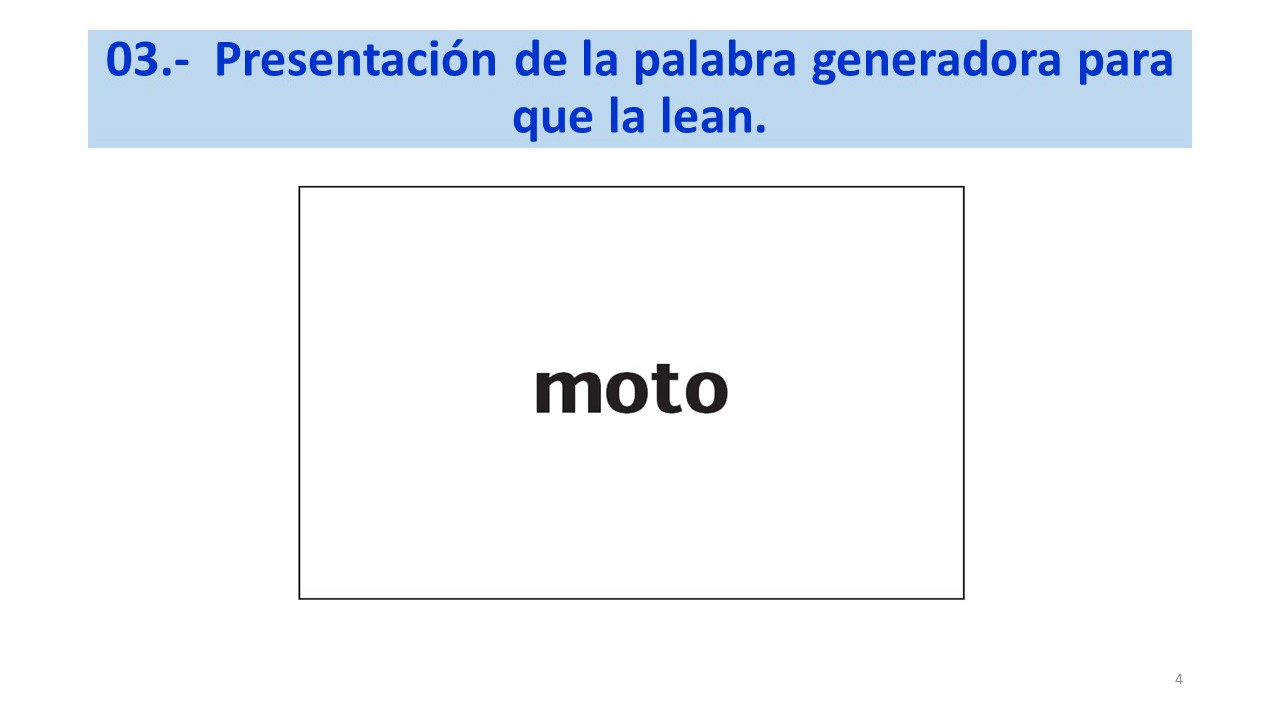 03.- Presentación de la palabra generadora para
que la lean.
moto
4